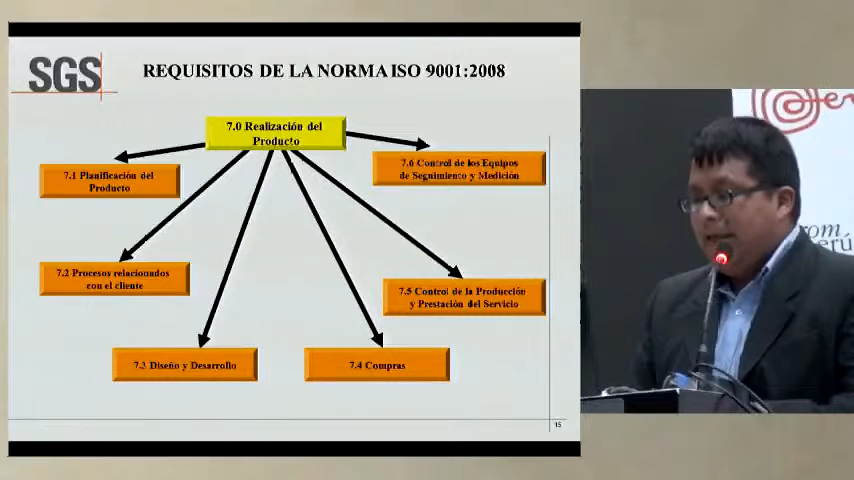 SGS
REQUISITOS DE LA NORMA ISO 9001:2008
7.0 Realización del
Producto
7.1 Planificación del
Producto
7.6 Control de los Equipos
de Seguimiento y Medición
7.2 Procesos relacionados
con el cliente
7.5 Control de la Producción
y Prestación del Servicio
7.3 Diseño y Desarrollo
7.4 Compras
15